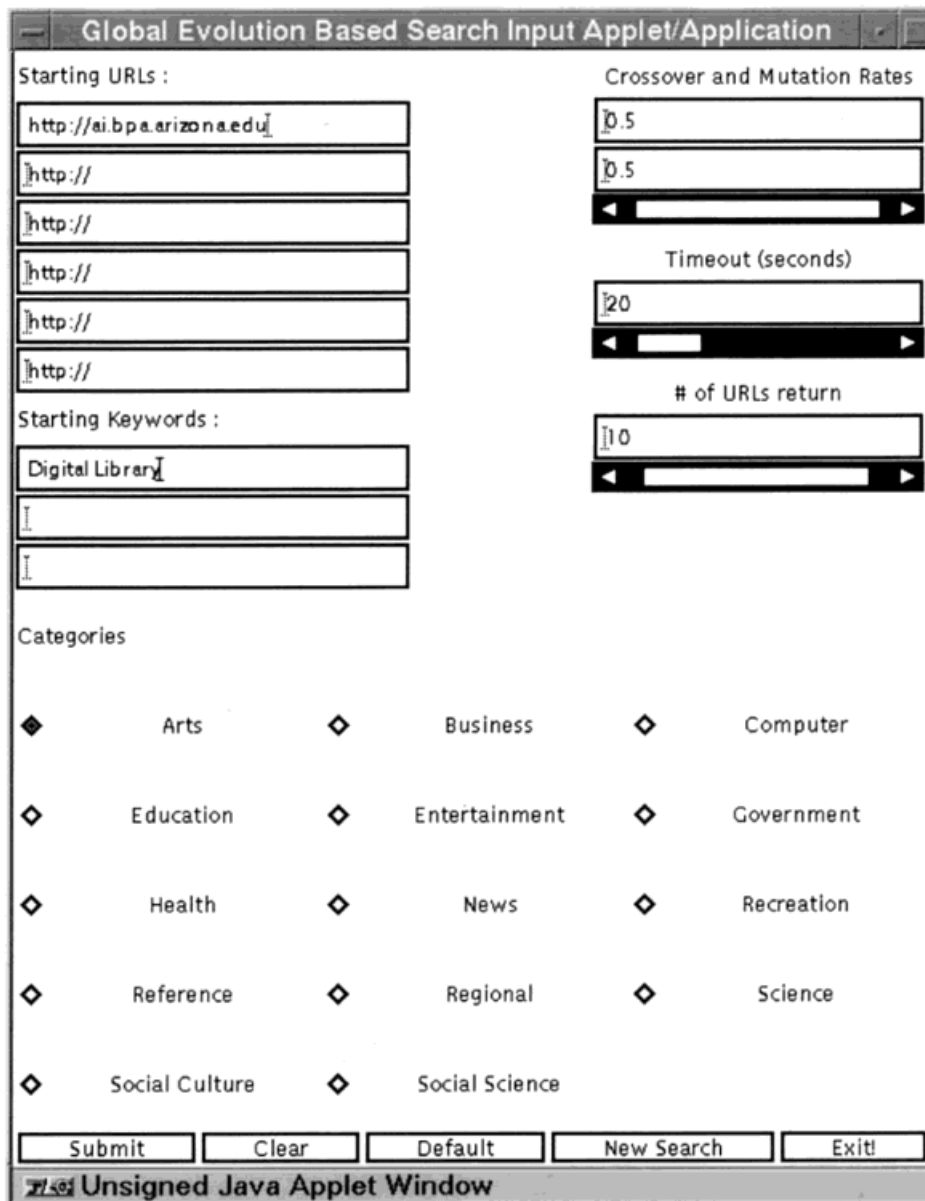 Global Evolution Based Search Input Applet/Application
Starting URLs :
http://ai.bpa.arizona.edu
http://
http://
http://
http://
http://
Starting Keywords :
Digital Library
Crossover and Mutation Rates
0.5
0.5
Timeout (seconds)
20
# of URLs return
10
Categories
Arts Business Computer
Education Entertainment Government
Health News Recreation
Reference Regional Science
Social Culture Social Science
Submit Clear Default New Search Exit!
Unsigned Java Applet Window